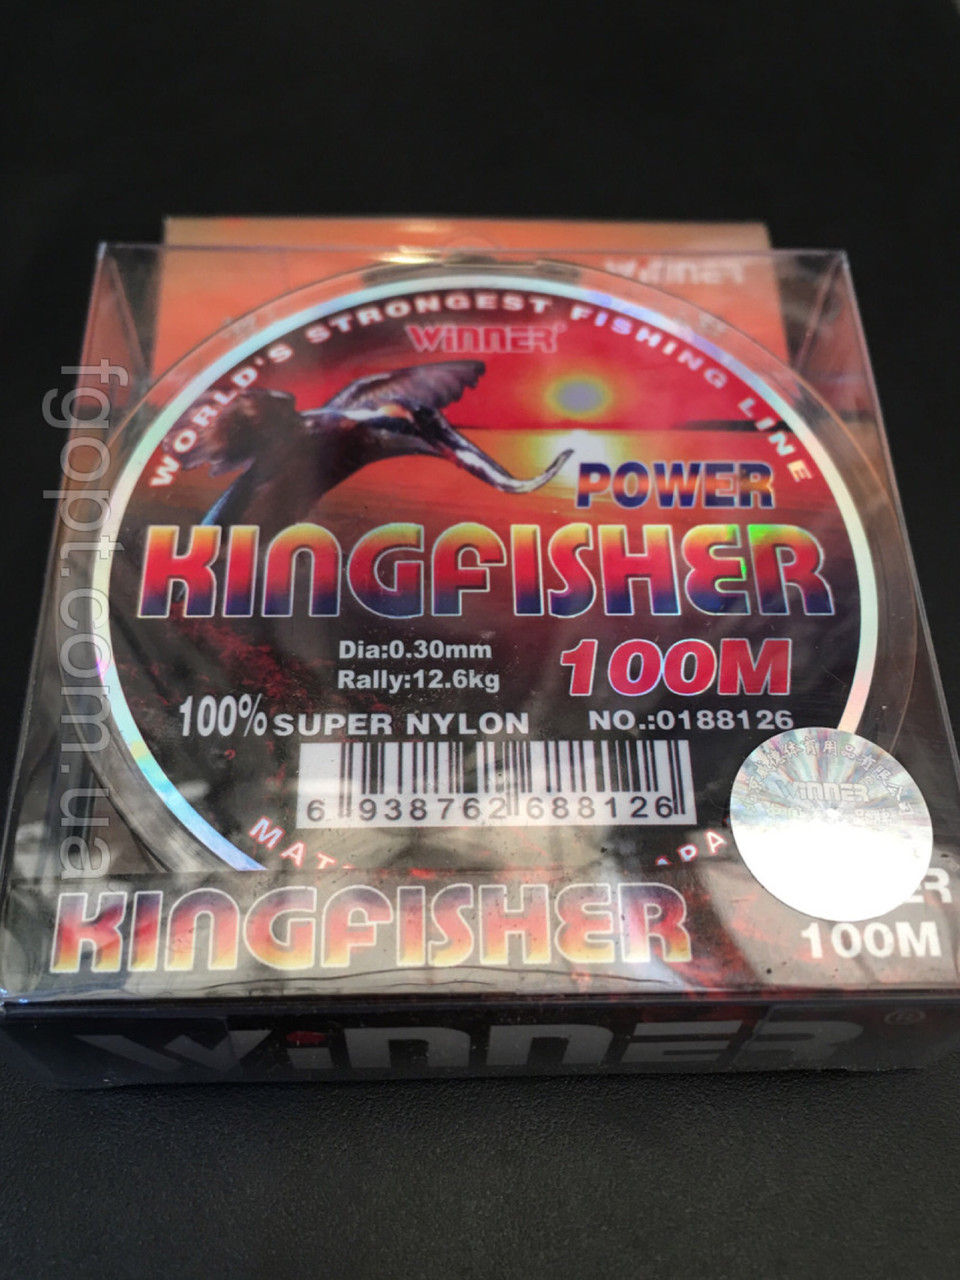 WINNER
WORLD'S STRONGEST FISHING LINE
WINNER®
POWER
KINGFISHER
Dia:0.30mm
Rally:12.6kg
100M
100% SUPER NYLON
NO.:0188126
6 938762 688126
WINNER
KINGFISHER
100M
WINNER®
fgopt.com.ua